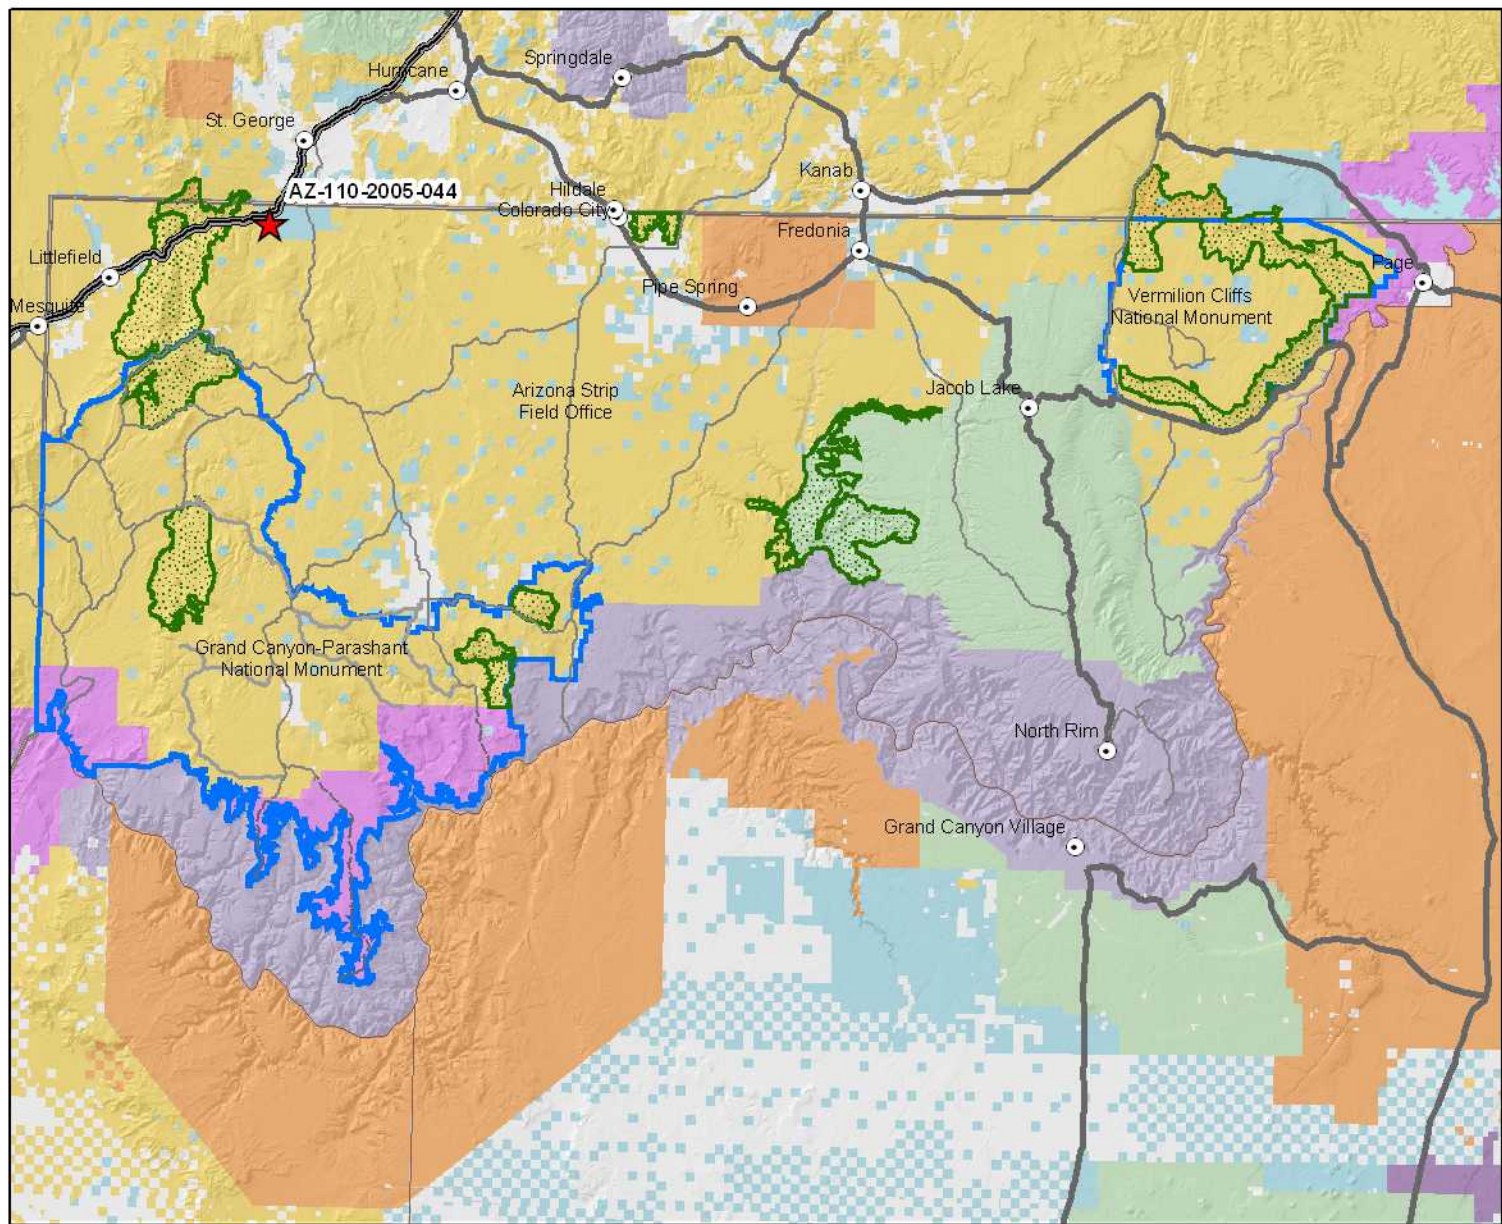 Springdale
Hurricane
St. George
AZ-110-2005-044
Kanab
Hildale
Colorado City
Fredonia
Littlefield
Page
Pipe Spring
Mesquite
Vermilion Cliffs
National Monument
Arizona Strip
Field Office
Jacob Lake
Grand Canyon-Parashant
National Monument
North Rim
Grand Canyon Village